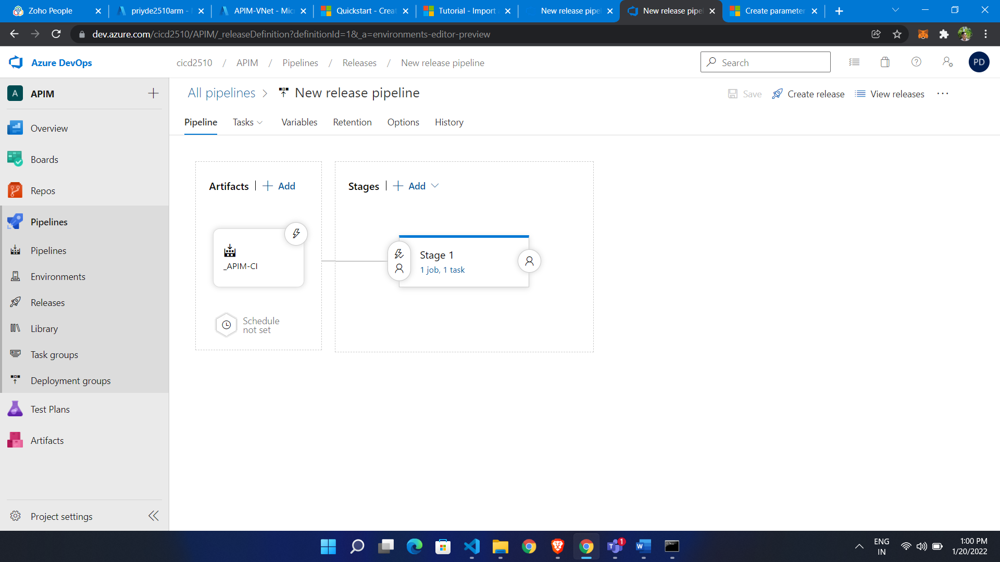 Zoho People
priyde2510arm -
APIM-VNet - Mic
Quickstart - Crea
Tutorial - Import
New release pipel
New release pipel
Create parameter
dev.azure.com/cicd2510/APIM/_releaseDefinition?definitionId=1&_a=environments-editor-preview
Azure DevOps
cicd2510 / APIM / Pipelines / Releases / New release pipeline
Search
PD
A APIM
All pipelines > New release pipeline
Save
Create release
View releases
Pipeline
Tasks
Variables
Retention
Options
History
Overview
Boards
Repos
Pipelines
Pipelines
Environments
Releases
Library
Task groups
Deployment groups
Test Plans
Artifacts
Project settings
Artifacts | + Add
_APIM-CI
Schedule
not set
Stages | + Add
Stage 1
1 job, 1 task
1
ENG
IN
1:00 PM
1/20/2022